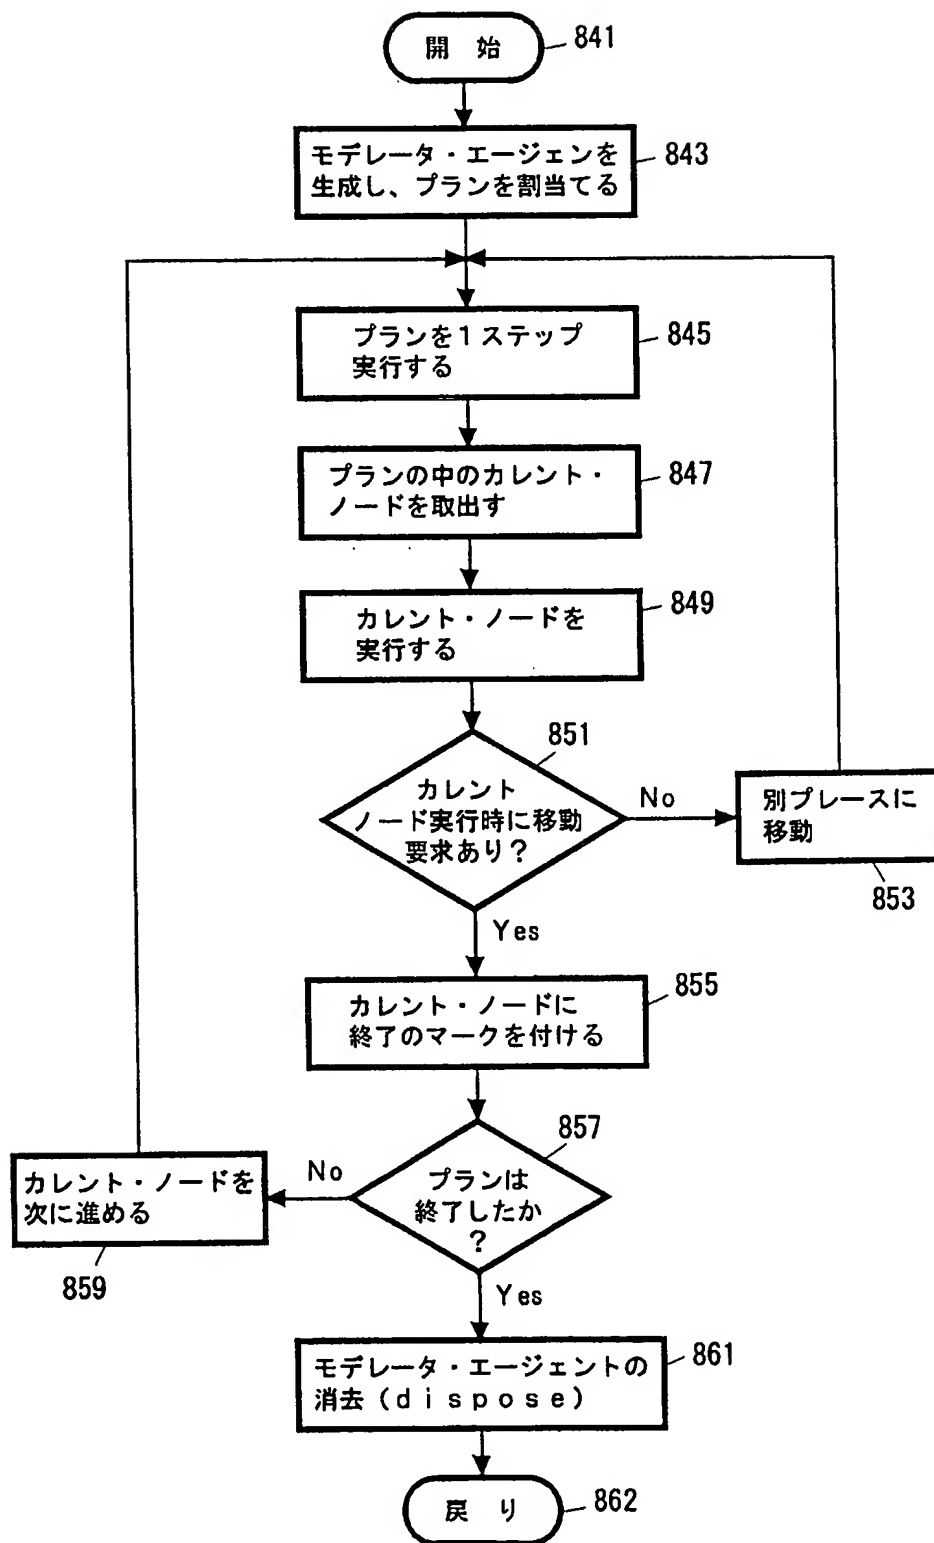 開 始
841
モデレータ・エージェンを
生成し、プランを割当てる
843
プランを1ステップ
実行する
845
プランの中のカレント・
ノードを取出す
847
カレント・ノードを
実行する
849
851
カレント
ノード実行時に移動
要求あり?
No
別プレースに
移動
853
Yes
カレント・ノードに
終了のマークを付ける
855
857
プランは
終了したか
?
No
カレント・ノードを
次に進める
859
Yes
モデレータ・エージェントの
消去(dispose)
861
戻 り
862